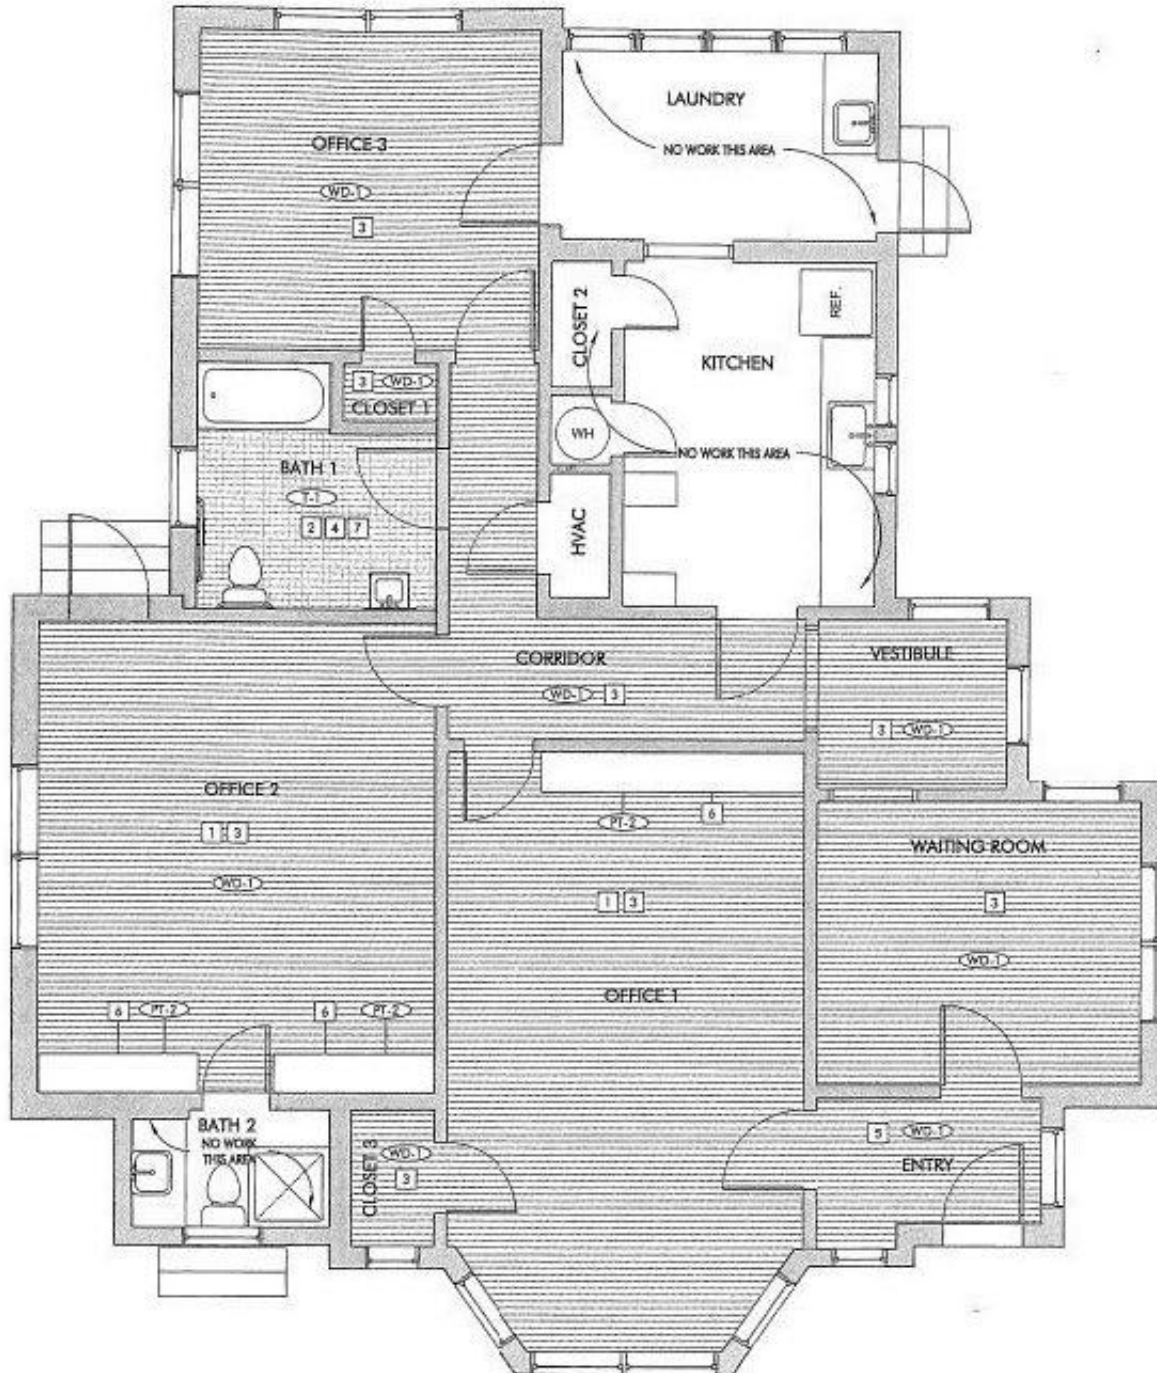 LAUNDRY
OFFICE 3
NO WORK THIS AREA
WD-1
3
CLOSET 2
REF.
KITCHEN
3 WD-1
CLOSET 1
WH
NO WORK THIS AREA
BATH 1
T-1
2 4 7
HVAC
CORRIDOR
WD-1 3
VESTIBULE
3 WD-1
OFFICE 2
1 3
WD-1
PT-2
6
WAITING ROOM
3
WD-1
1 3
OFFICE 1
6 PT-2
6 PT-2
BATH 2
NO WORK
THIS AREA
CLOSET 3
WD-1
3
5 WD-1
ENTRY